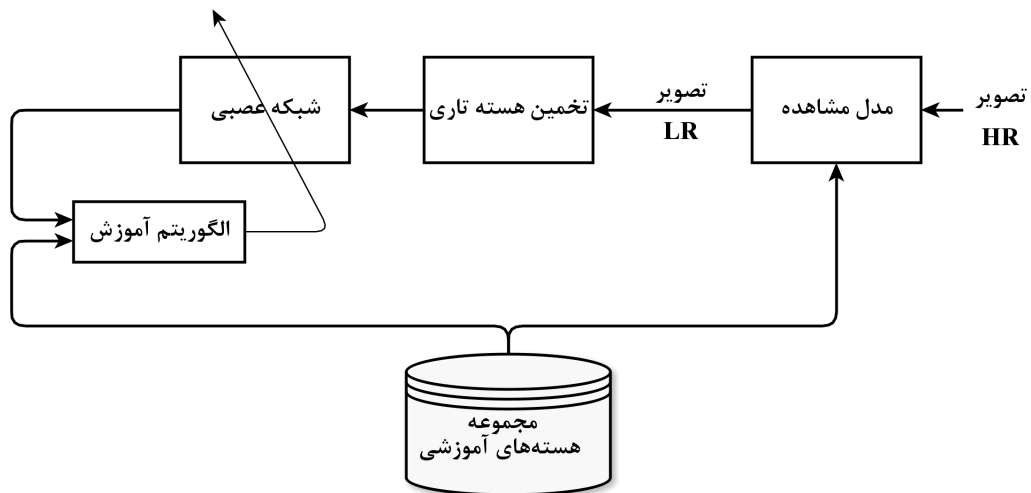 تصویر
HR
مدل مشاهده
تصویر
LR
تخمین هسته تاری
شبکه عصبی
الگوریتم آموزش
مجموعه
هسته‌های آموزشی